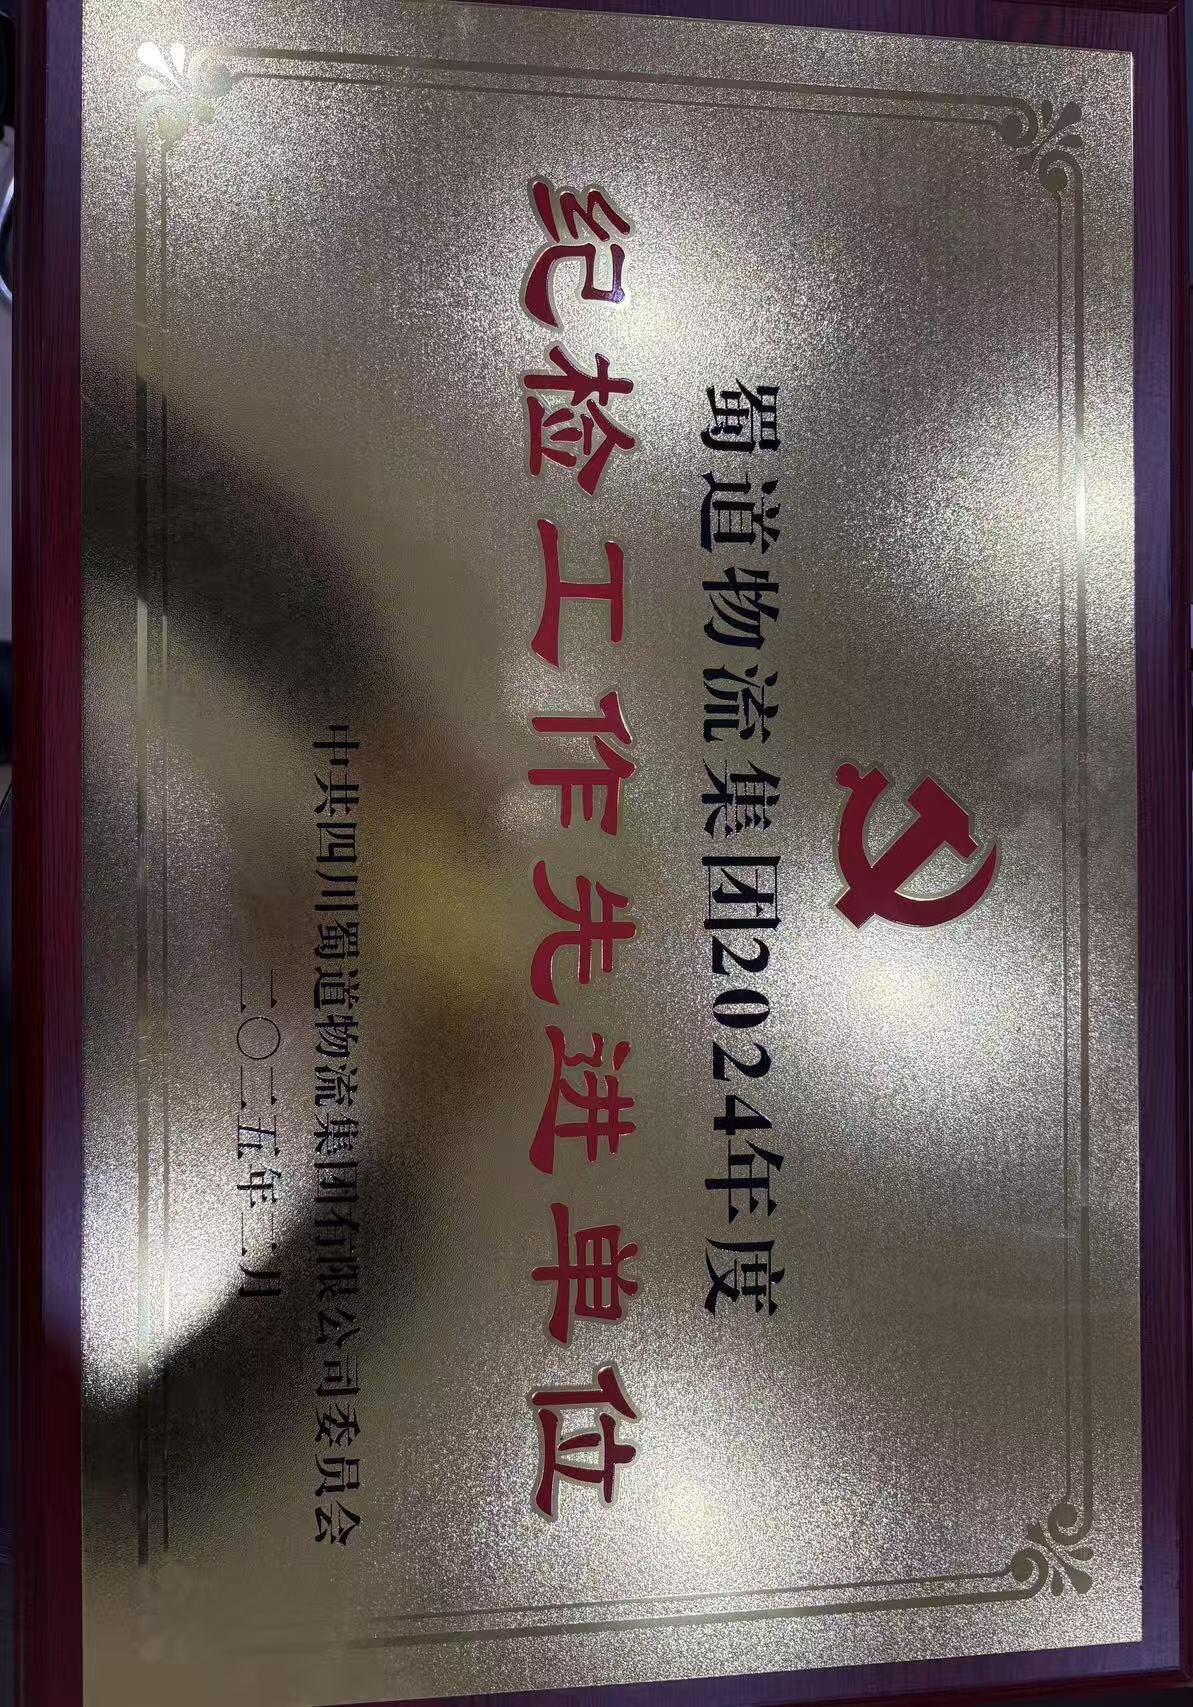 蜀道物流集团2024年度
纪检工作先进单位
中共四川蜀道物流集团有限公司委员会
二〇二五年二月